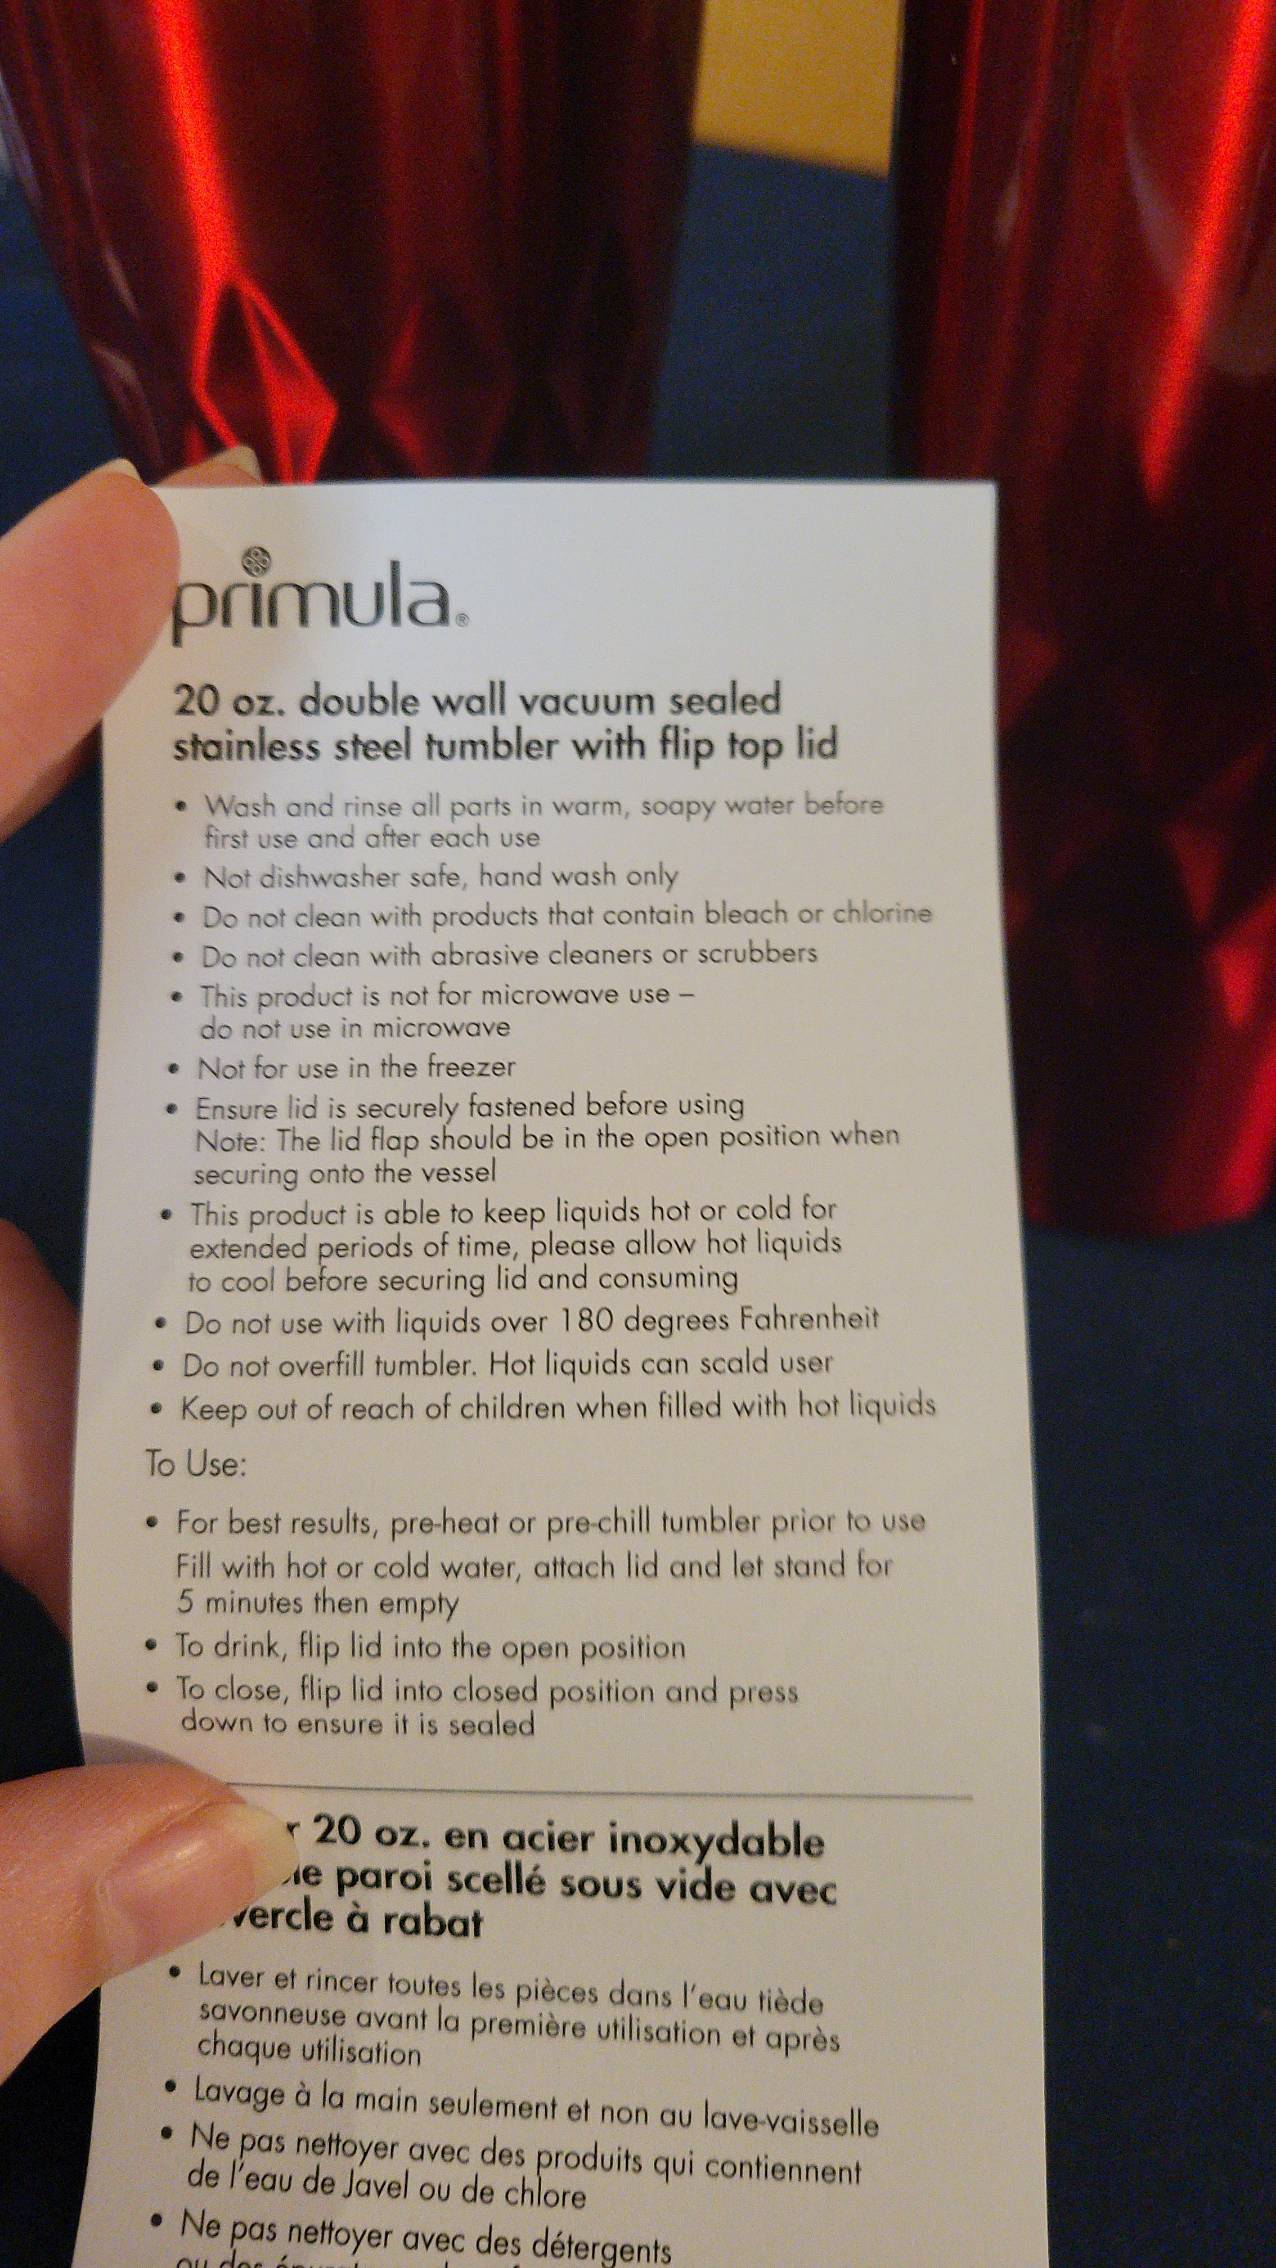 primula®
20 oz. double wall vacuum sealed
stainless steel tumbler with flip top lid
• Wash and rinse all parts in warm, soapy water before
first use and after each use
• Not dishwasher safe, hand wash only
• Do not clean with products that contain bleach or chlorine
• Do not clean with abrasive cleaners or scrubbers
• This product is not for microwave use –
do not use in microwave
• Not for use in the freezer
• Ensure lid is securely fastened before using
Note: The lid flap should be in the open position when
securing onto the vessel
• This product is able to keep liquids hot or cold for
extended periods of time, please allow hot liquids
to cool before securing lid and consuming
• Do not use with liquids over 180 degrees Fahrenheit
• Do not overfill tumbler. Hot liquids can scald user
• Keep out of reach of children when filled with hot liquids
To Use:
• For best results, pre-heat or pre-chill tumbler prior to use
Fill with hot or cold water, attach lid and let stand for
5 minutes then empty
• To drink, flip lid into the open position
• To close, flip lid into closed position and press
down to ensure it is sealed
20 oz. en acier inoxydable
paroi scellé sous vide avec
à rabat
• Laver et rincer toutes les pièces dans l'eau tiède
savonneuse avant la première utilisation et après
chaque utilisation
• Lavage à la main seulement et non au lave-vaisselle
• Ne pas nettoyer avec des produits qui contiennent
de l'eau de Javel ou de chlore
• Ne pas nettoyer avec des détergents
ou des